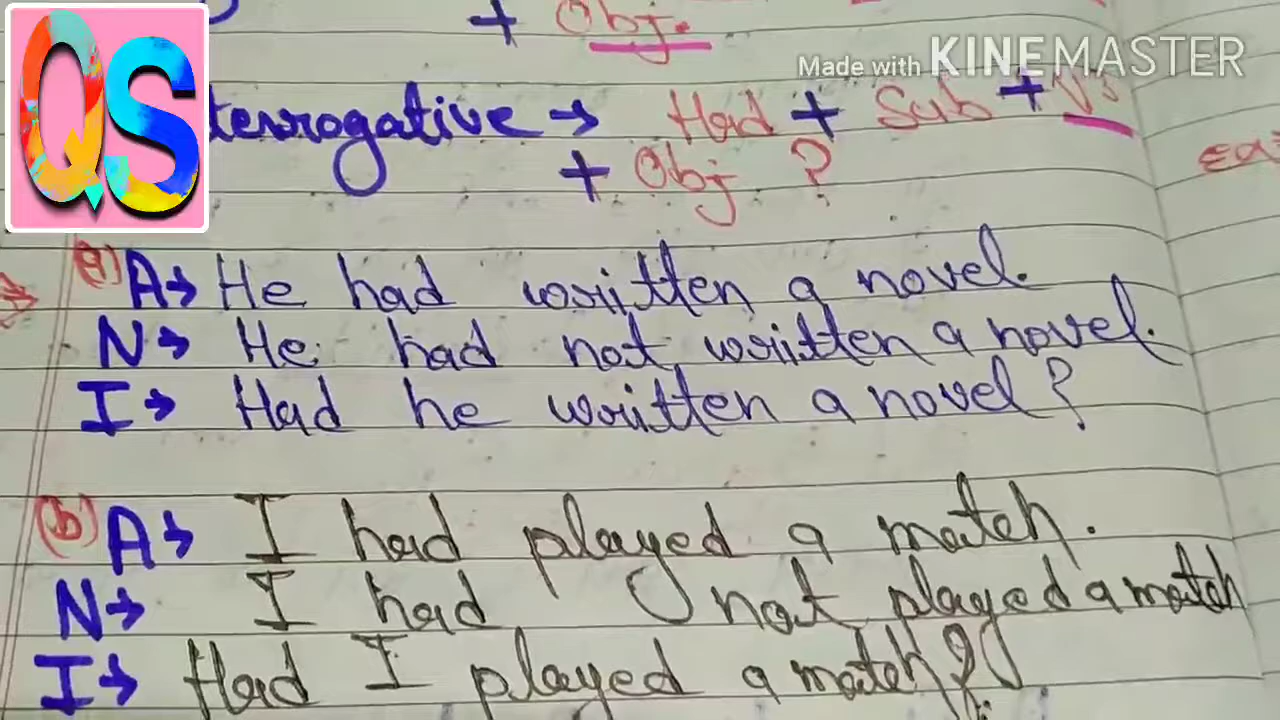 + Obj.
Made with KINEMASTER
QS
terrogative → Had + Sub + V3
+ Obj ?
(a) A→ He had written a novel.
N→ He had not written a novel.
I→ Had he written a novel?
(b) A→ I had played a match.
N→ I had not played a match
I→ Had I played a match?